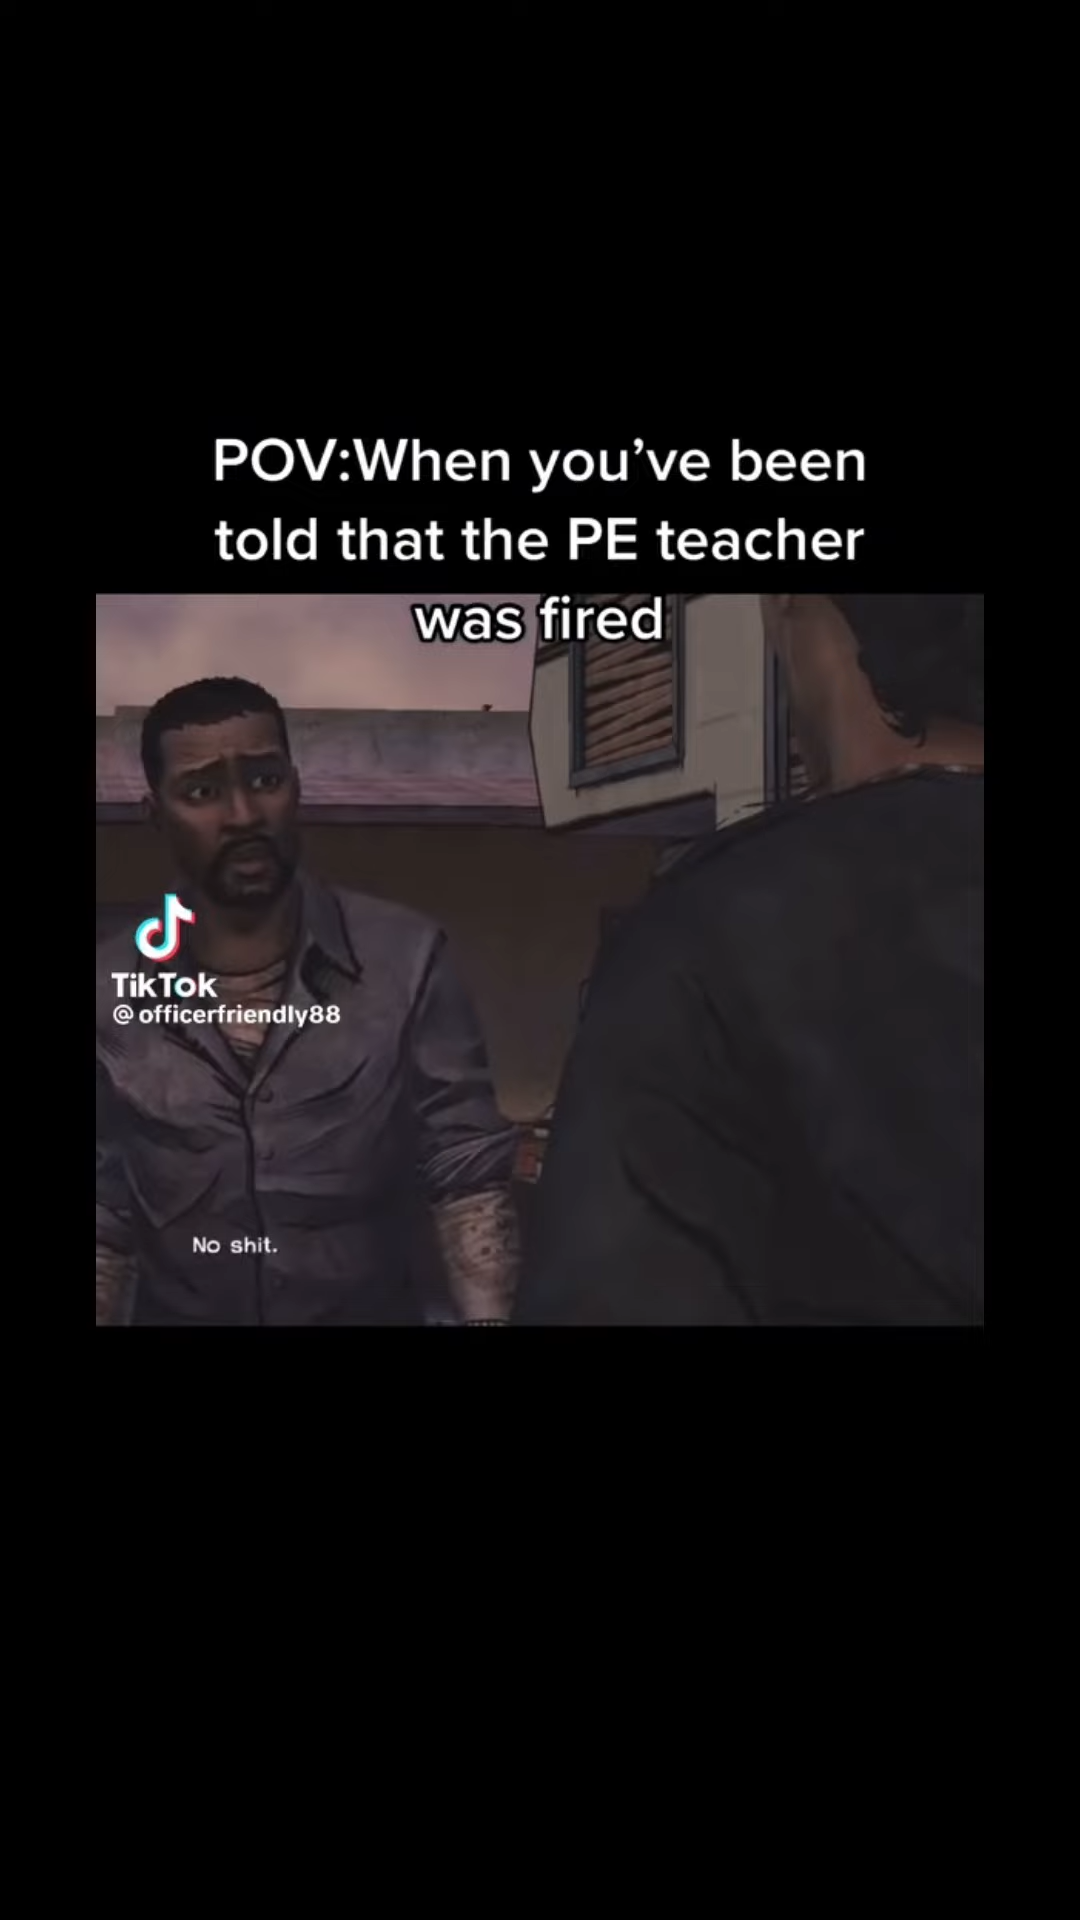 POV:When you’ve been
told that the PE teacher
was fired
TikTok
@officerfriendly88
No shit.